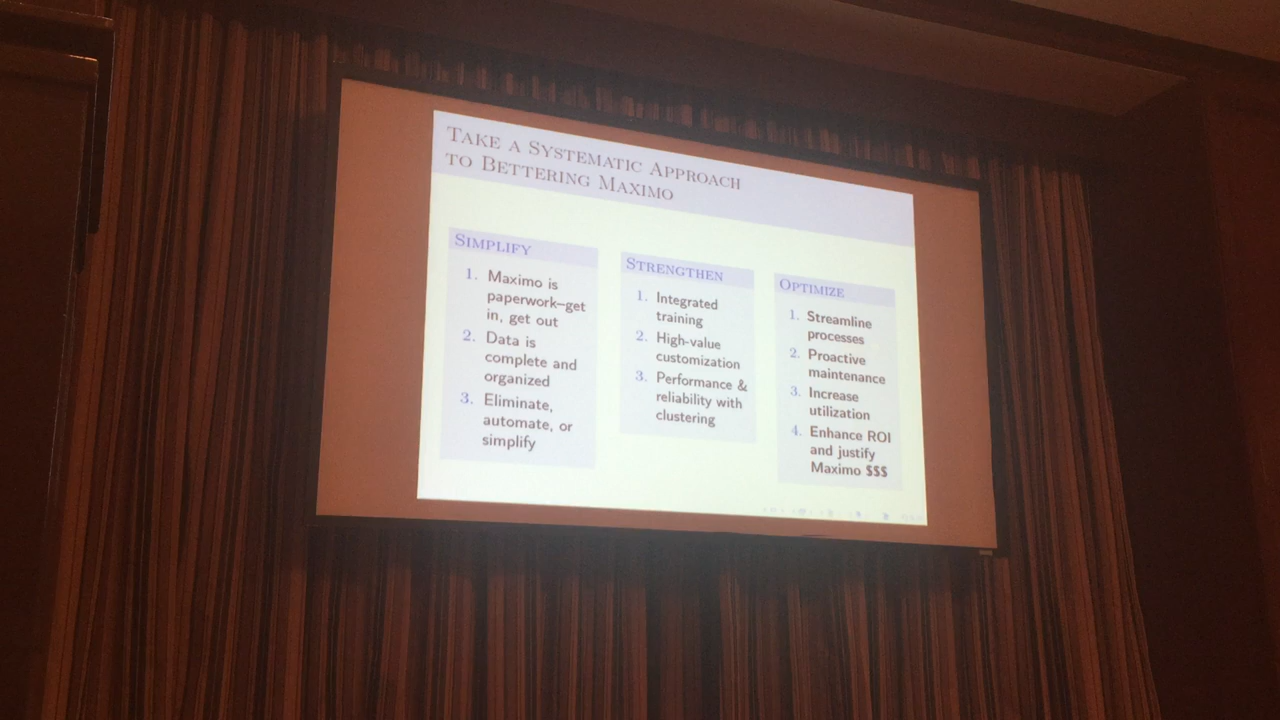 TAKE A SYSTEMATIC APPROACH
TO BETTERING MAXIMO
SIMPLIFY
1. Maximo is
paperwork–get
in, get out
2. Data is
complete and
organized
3. Eliminate,
automate, or
simplify
STRENGTHEN
1. Integrated
training
2. High-value
customization
3. Performance &
reliability with
clustering
OPTIMIZE
1. Streamline
processes
2. Proactive
maintenance
3. Increase
utilization
4. Enhance ROI
and justify
Maximo $$$